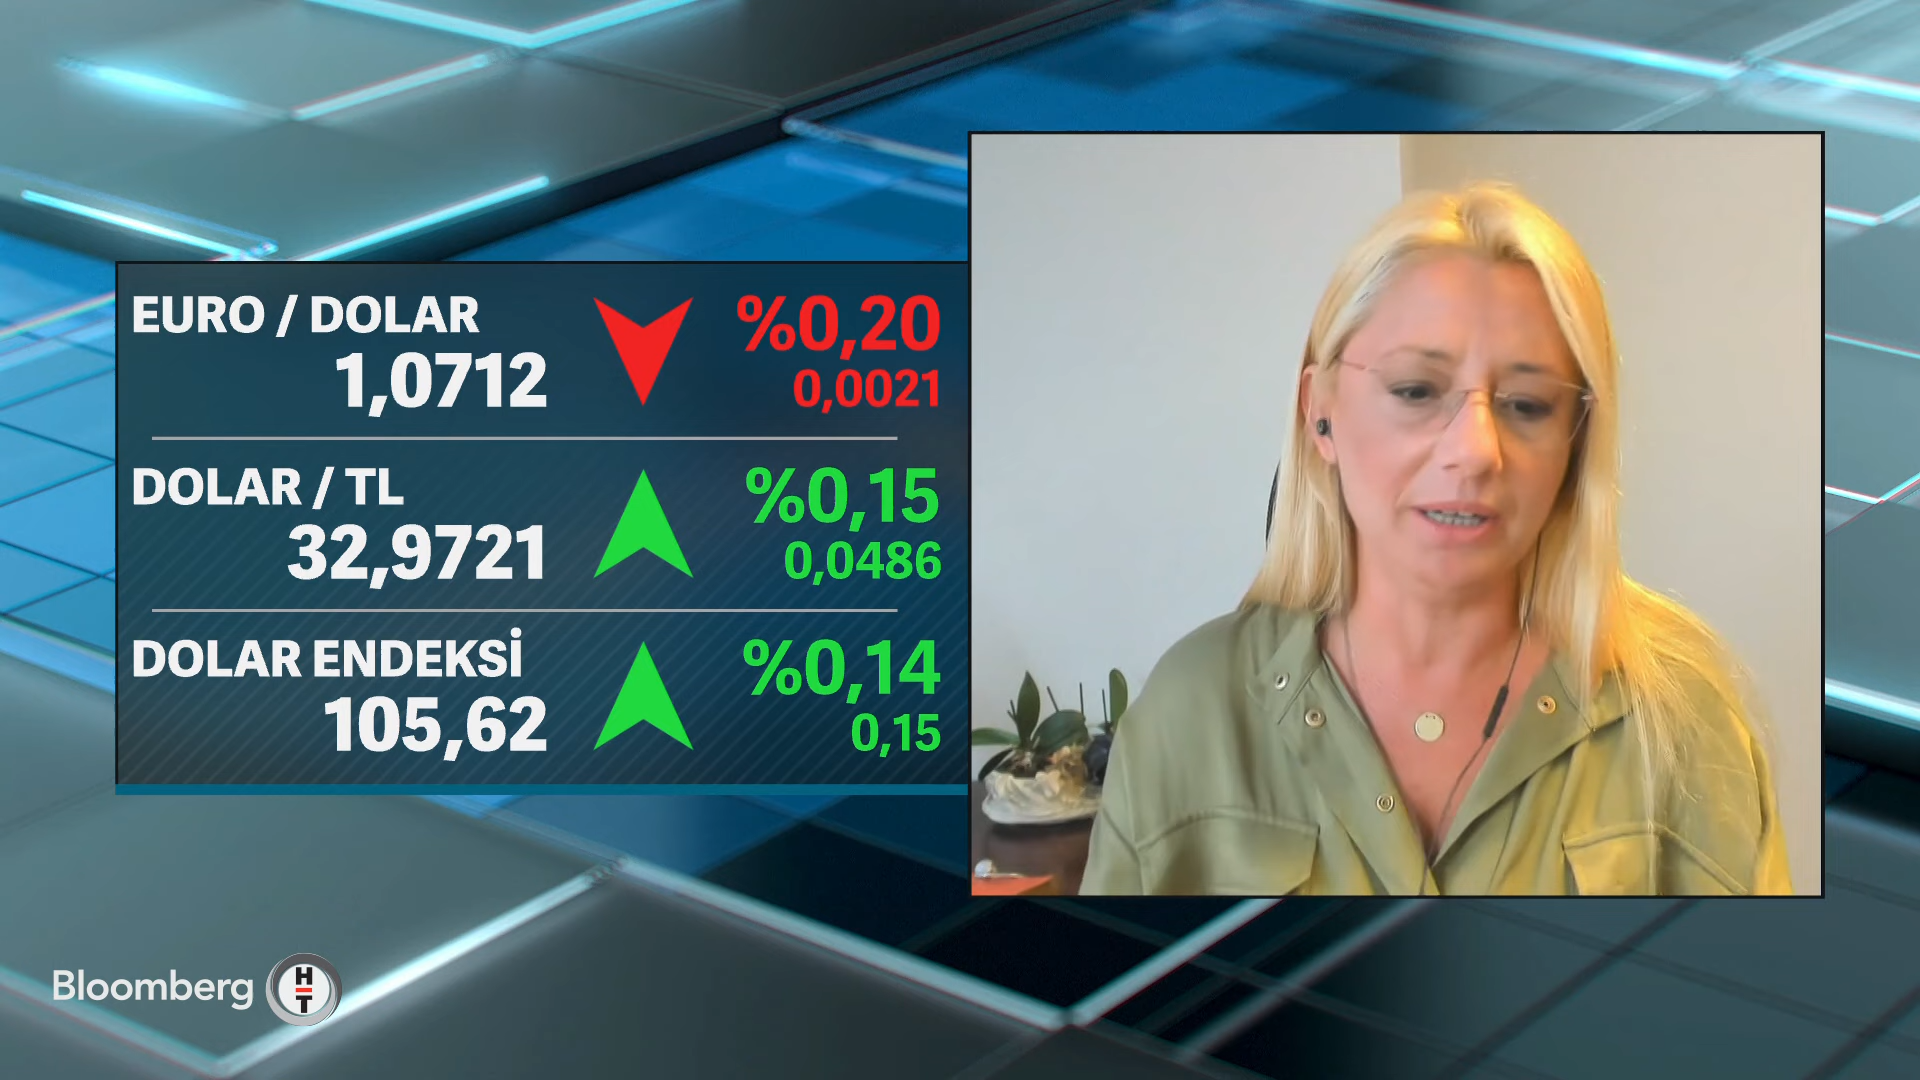 EURO / DOLAR
%0,20
1,0712
0,0021
DOLAR / TL
%0,15
32,9721
0,0486
DOLAR ENDEKSİ
%0,14
105,62
0,15
Bloomberg HT